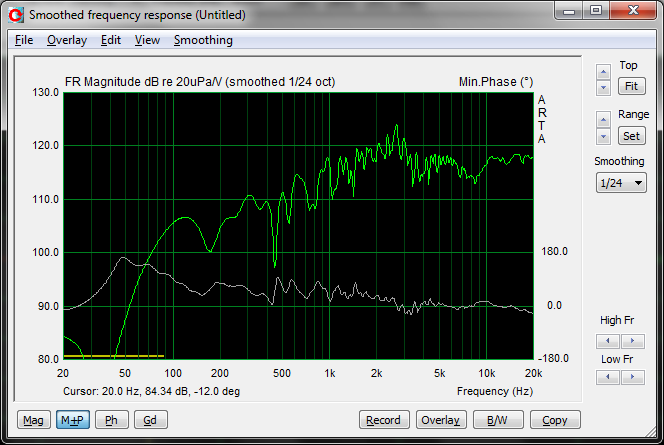 Smoothed frequency response (Untitled)
File Overlay Edit View Smoothing
FR Magnitude dB re 20uPa/V (smoothed 1/24 oct) Min.Phase (°)
Top
Fit
Range
Set
Smoothing
1/24
130.0
120.0
110.0
100.0
90.0
80.0
A
R
T
A
180.0
0.0
-180.0
20 50 100 200 500 1k 2k 5k 10k 20k
Cursor: 20.0 Hz, 84.34 dB, -12.0 deg Frequency (Hz)
High Fr
Low Fr
Mag M+P Ph Gd Record Overlay B/W Copy